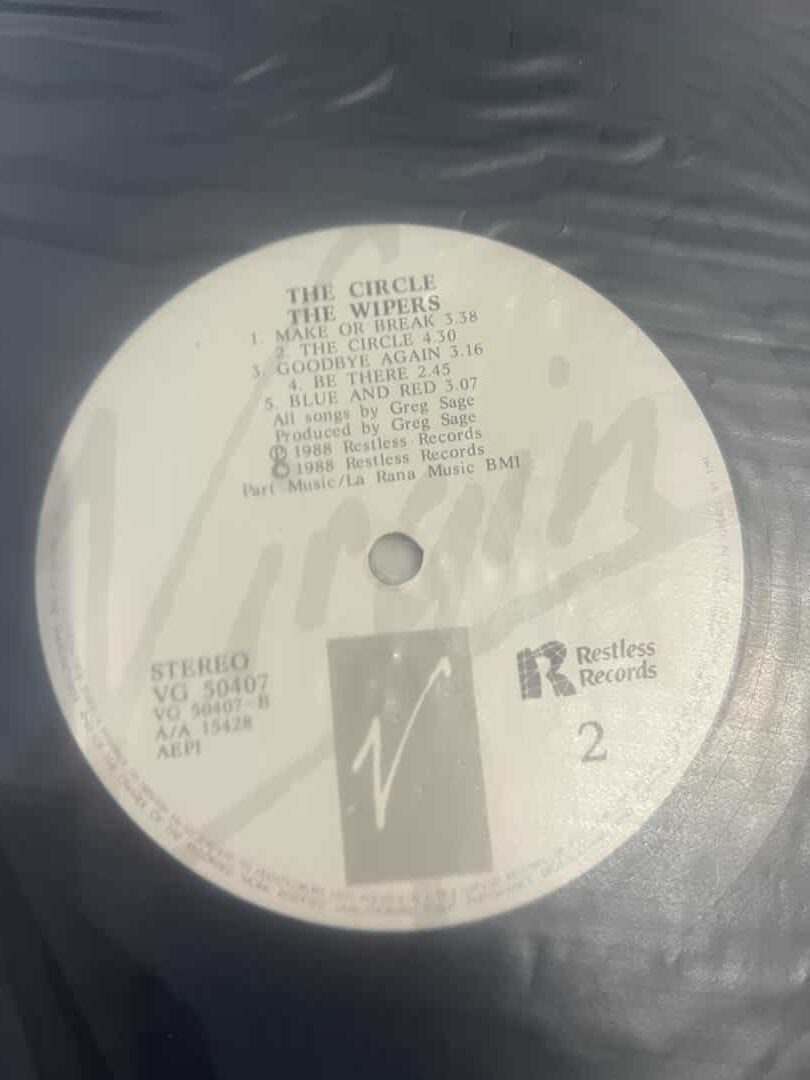 THE CIRCLE
THE WIPERS
1. MAKE OR BREAK 3.38
2. THE CIRCLE 4.30
3. GOODBYE AGAIN 3.16
4. BE THERE 2.45
5. BLUE AND RED 3.07
All songs by Greg Sage
Produced by Greg Sage
Ⓟ 1988 Restless Records
© 1988 Restless Records
Part Music/La Rana Music BMI
Virgin
STEREO
VG 50407
VG 50407-B
A/A 15428
AEPI
Restless
Records
2
V